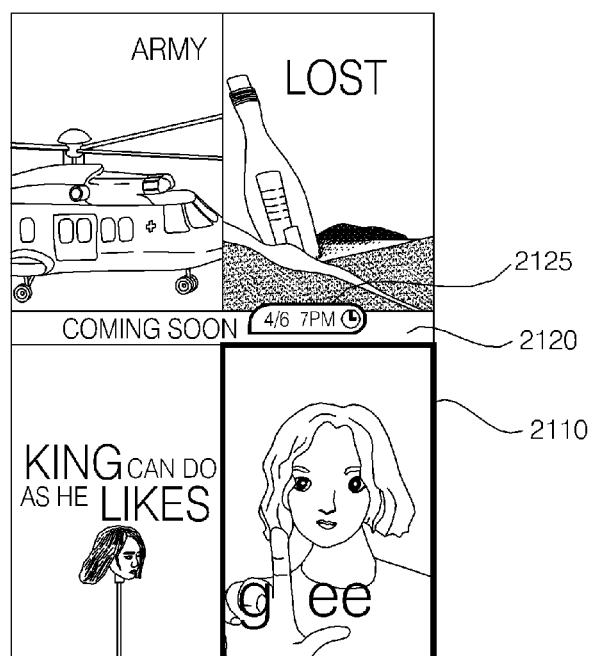 ARMY
LOST
2125
COMING SOON 4/6 7PM
2120
2110
KING CAN DO
AS HE LIKES
g ee